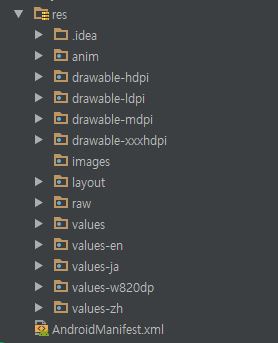 res
.idea
anim
drawable-hdpi
drawable-ldpi
drawable-mdpi
drawable-xxxhdpi
images
layout
raw
values
values-en
values-ja
values-w820dp
values-zh
AndroidManifest.xml